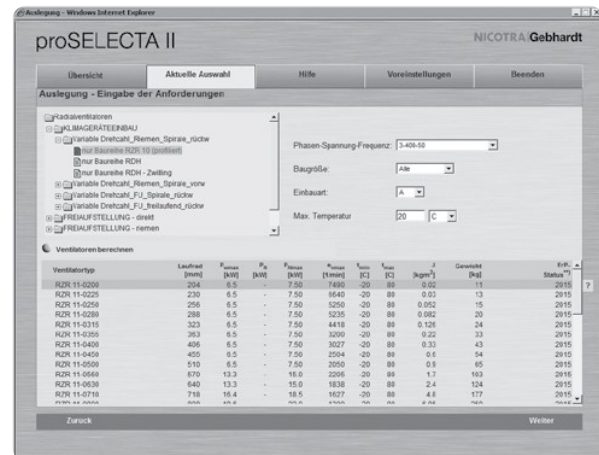 Auslegung - Windows Internet Explorer
proSELECTA II
NICOTRA Gebhardt
Übersicht Aktuelle Auswahl Hilfe Voreinstellungen Beenden
Auslegung - Eingabe der Anforderungen
Radialventilatoren
KLIMAGERÄTEEINBAU
Variable Drehzahl_Riemen_Spirale_rückw
nur Baureihe RZR 10 (profiliert)
nur Baureihe RDH
nur Baureihe RDH - Zwilling
Variable Drehzahl_Riemen_Spirale_vorw
Variable Drehzahl_FU_Spirale_rückw
Variable Drehzahl_FU_freilaufend_rückw
FREIAUFSTELLUNG - direkt
FREIAUFSTELLUNG - riemen
Phasen-Spannung-Frequenz: 3-400-50
Baugröße: Alle
Einbauart: A
Max. Temperatur 20 C
Ventilatoren berechnen
Ventilatortyp Laufrad [mm] [kW] [kW] [kW] [1/min] [C] [C] J [kgm²] Gewicht [kg] ErP-Status**)
RZR 11-0200 204 6.5 - 7.50 7490 -20 80 0.02 11 2015
RZR 11-0225 230 6.5 - 7.50 6640 -20 80 0.03 13 2015
RZR 11-0250 256 6.5 - 7.50 5250 -20 80 0.052 15 2015
RZR 11-0280 288 6.5 - 7.50 5235 -20 80 0.082 20 2015
RZR 11-0315 323 6.5 - 7.50 4418 -20 80 0.126 24 2015
RZR 11-0355 363 6.5 - 7.50 3200 -20 80 0.22 33 2015
RZR 11-0400 406 6.5 - 7.50 3027 -20 80 0.33 43 2015
RZR 11-0450 455 6.5 - 7.50 2504 -20 80 0.6 54 2015
RZR 11-0500 510 6.5 - 7.50 2050 -20 80 0.9 65 2015
RZR 11-0560 570 13.3 - 15.0 2206 -20 80 1.7 103 2015
RZR 11-0630 640 13.3 - 15.0 1838 -20 80 2.4 124 2015
RZR 11-0710 718 16.4 - 18.5 1627 -20 80 4.8 177 2015
Zurück Weiter